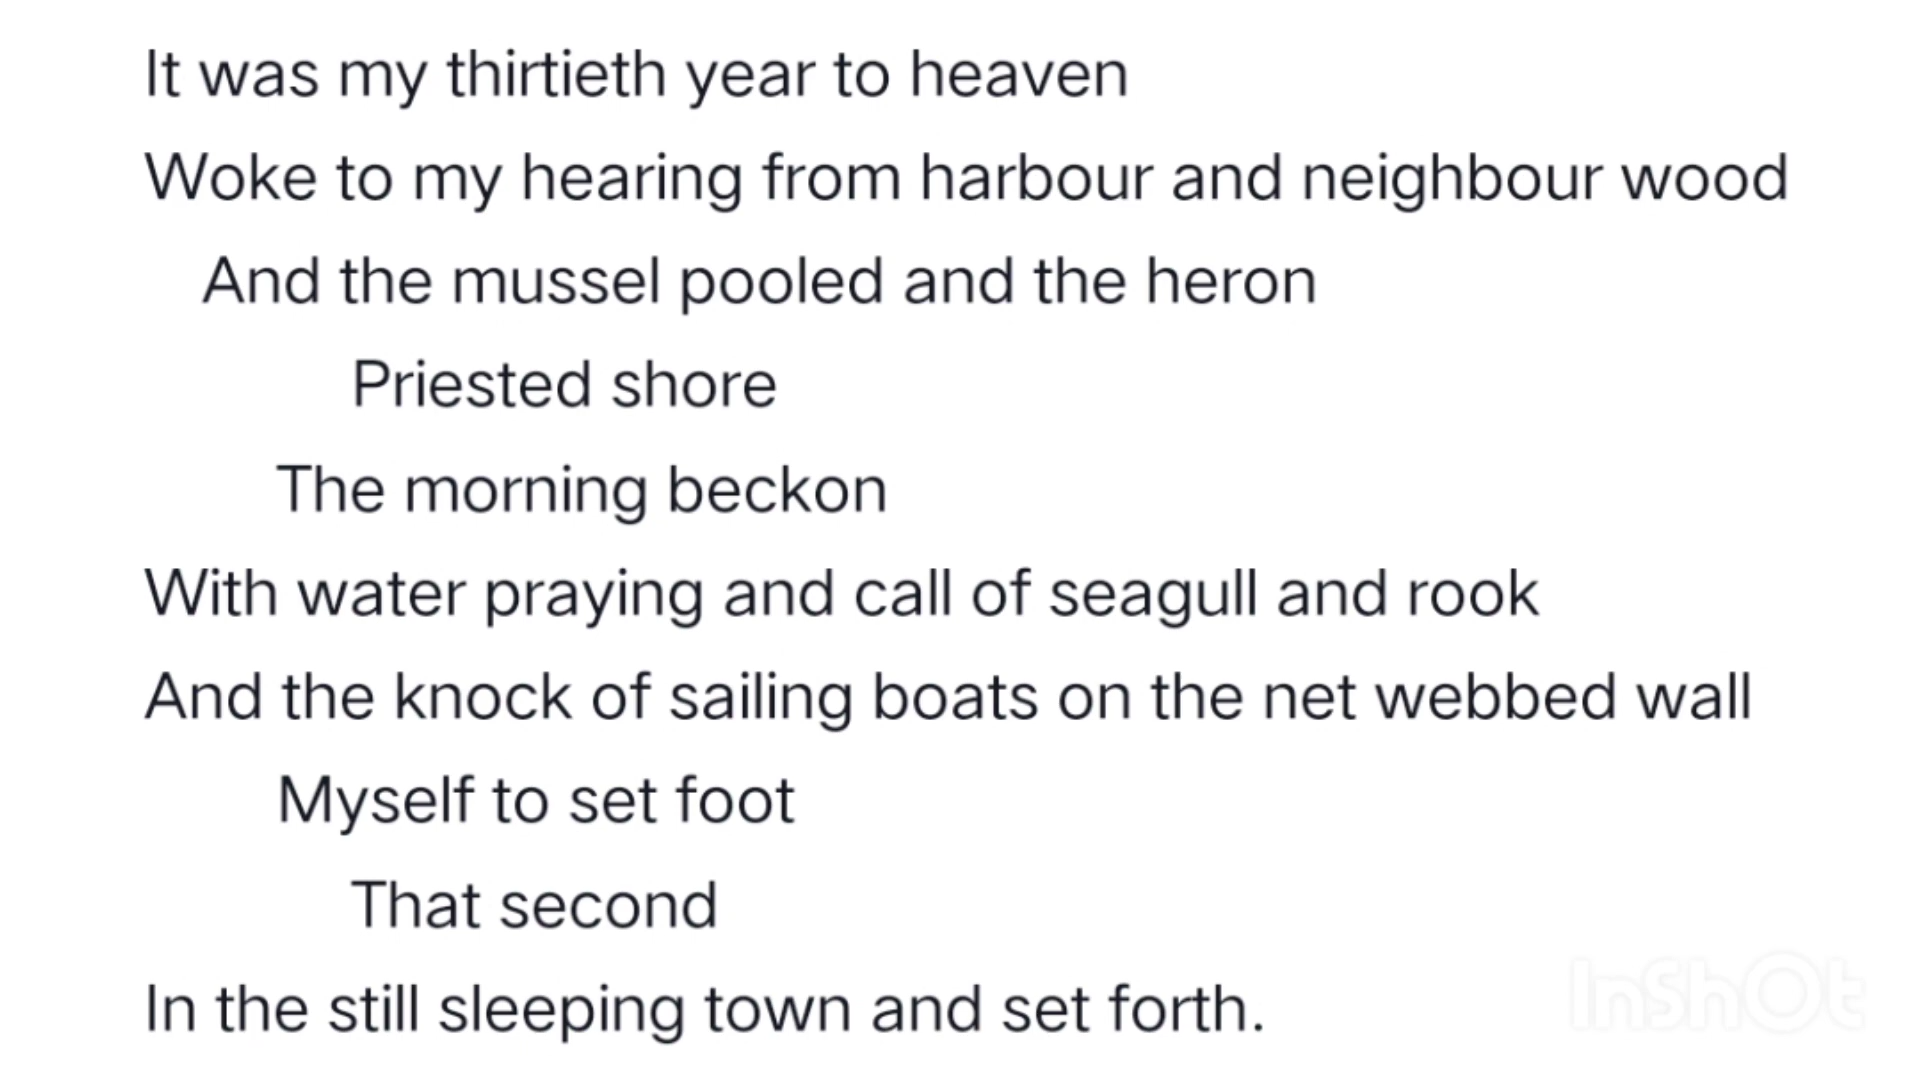 It was my thirtieth year to heaven
Woke to my hearing from harbour and neighbour wood
And the mussel pooled and the heron
Priested shore
The morning beckon
With water praying and call of seagull and rook
And the knock of sailing boats on the net webbed wall
Myself to set foot
That second
In the still sleeping town and set forth.
InShOt